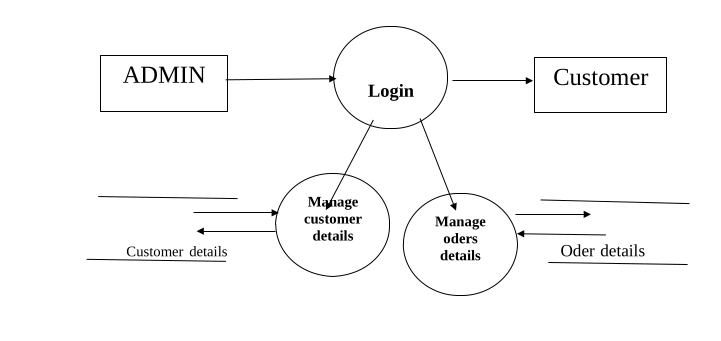 ADMIN
Login
Customer
Manage
customer
details
Manage
oders
details
Customer details
Oder details